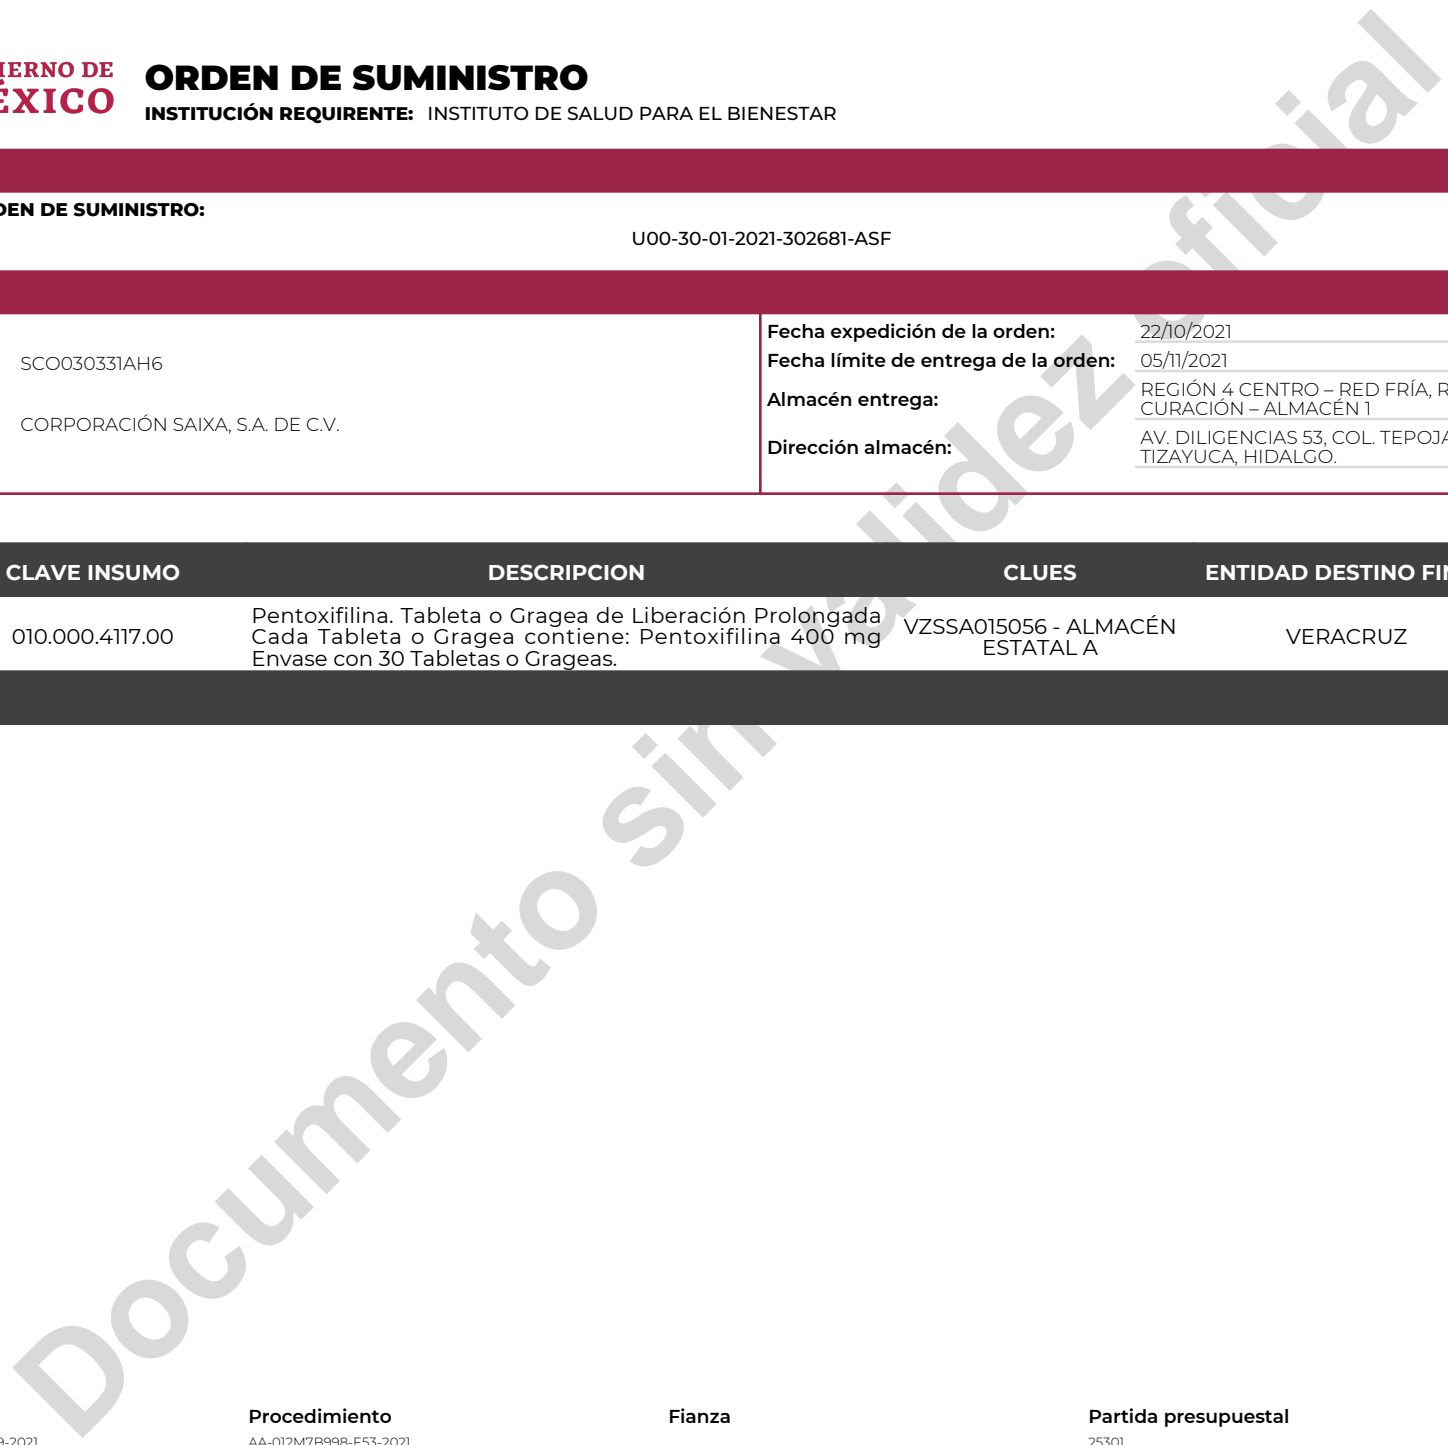 IERNO DE
ÉXICO
ORDEN DE SUMINISTRO
INSTITUCIÓN REQUIRENTE: INSTITUTO DE SALUD PARA EL BIENESTAR
DEN DE SUMINISTRO:
U00-30-01-2021-302681-ASF
SCO030331AH6
CORPORACIÓN SAIXA, S.A. DE C.V.
Fecha expedición de la orden: 22/10/2021
Fecha límite de entrega de la orden: 05/11/2021
Almacén entrega: REGIÓN 4 CENTRO – RED FRÍA, R
CURACIÓN – ALMACÉN 1
Dirección almacén: AV. DILIGENCIAS 53, COL. TEPOJA
TIZAYUCA, HIDALGO.
CLAVE INSUMO DESCRIPCION CLUES ENTIDAD DESTINO FIN
010.000.4117.00
Pentoxifilina. Tableta o Gragea de Liberación Prolongada
Cada Tableta o Gragea contiene: Pentoxifilina 400 mg
Envase con 30 Tabletas o Grageas.
VZSSA015056 - ALMACÉN
ESTATAL A
VERACRUZ
Documento sin validez oficial
Procedimiento Fianza Partida presupuestal
9-2021 AA-012M7B998-E53-2021 25301